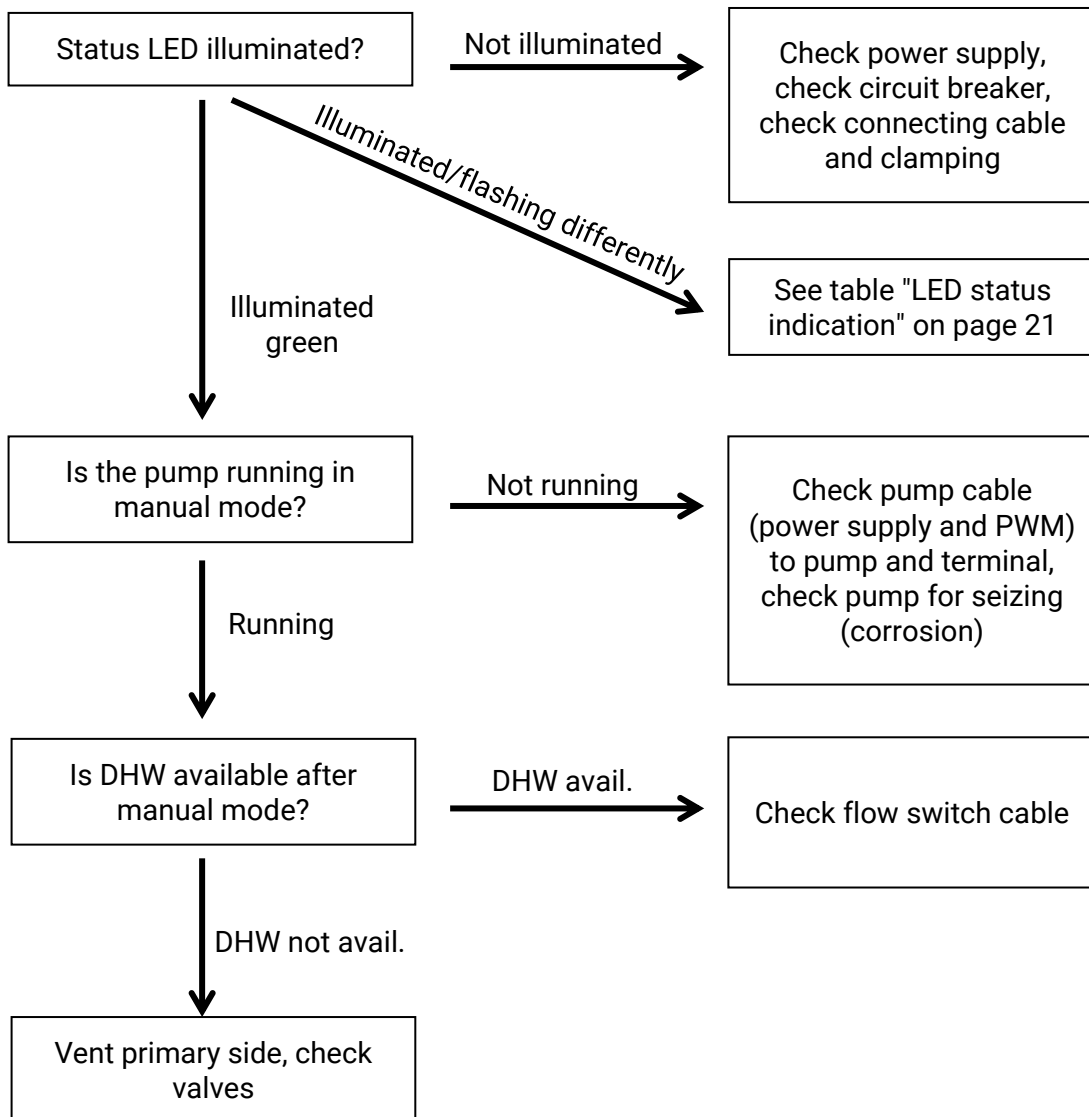 Status LED illuminated?
Not illuminated
Check power supply,
check circuit breaker,
check connecting cable
and clamping
Illuminated/flashing differently
See table "LED status
indication" on page 21
Illuminated
green
Is the pump running in
manual mode?
Not running
Check pump cable
(power supply and PWM)
to pump and terminal,
check pump for seizing
(corrosion)
Running
Is DHW available after
manual mode?
DHW avail.
Check flow switch cable
DHW not avail.
Vent primary side, check
valves